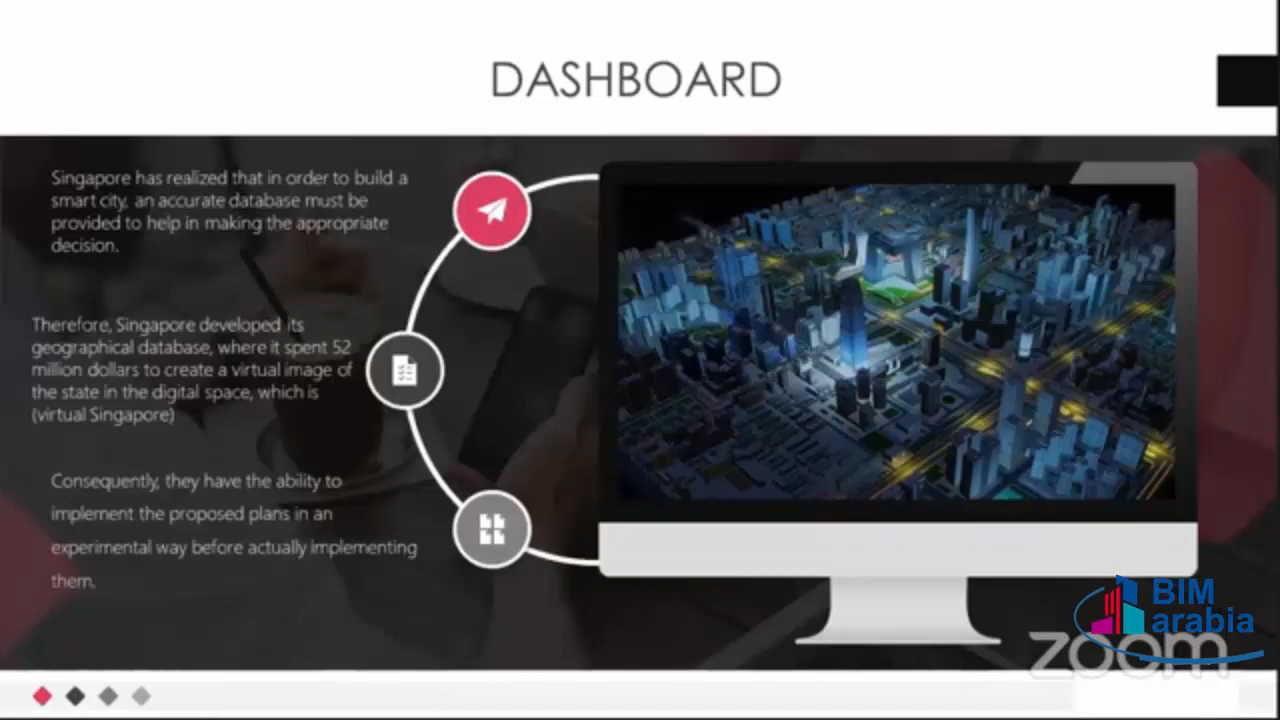 DASHBOARD
Singapore has realized that in order to build a
smart city, an accurate database must be
provided to help in making the appropriate
decision.
Therefore, Singapore developed its
geographical database, where it spent 52
million dollars to create a virtual image of
the state in the digital space, which is
(virtual Singapore)
Consequently, they have the ability to
implement the proposed plans in an
experimental way before actually implementing
them.
BIM
arabia
zoom